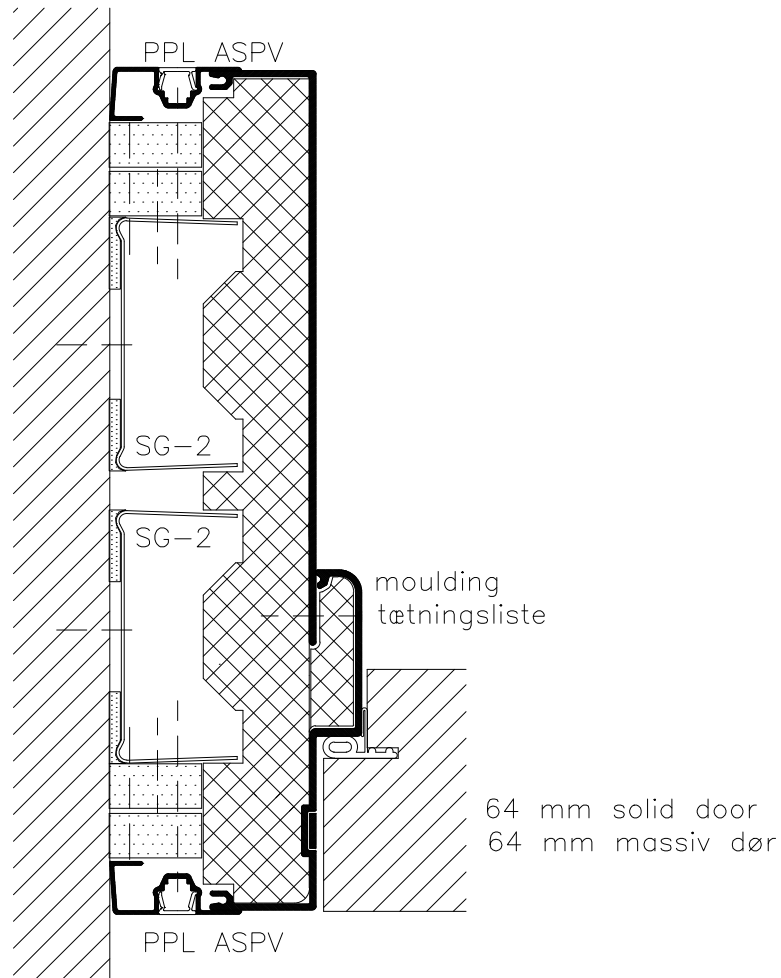 PPL ASPV
SG-2
SG-2
moulding
tætningsliste
64 mm solid door
64 mm massiv dør
PPL ASPV